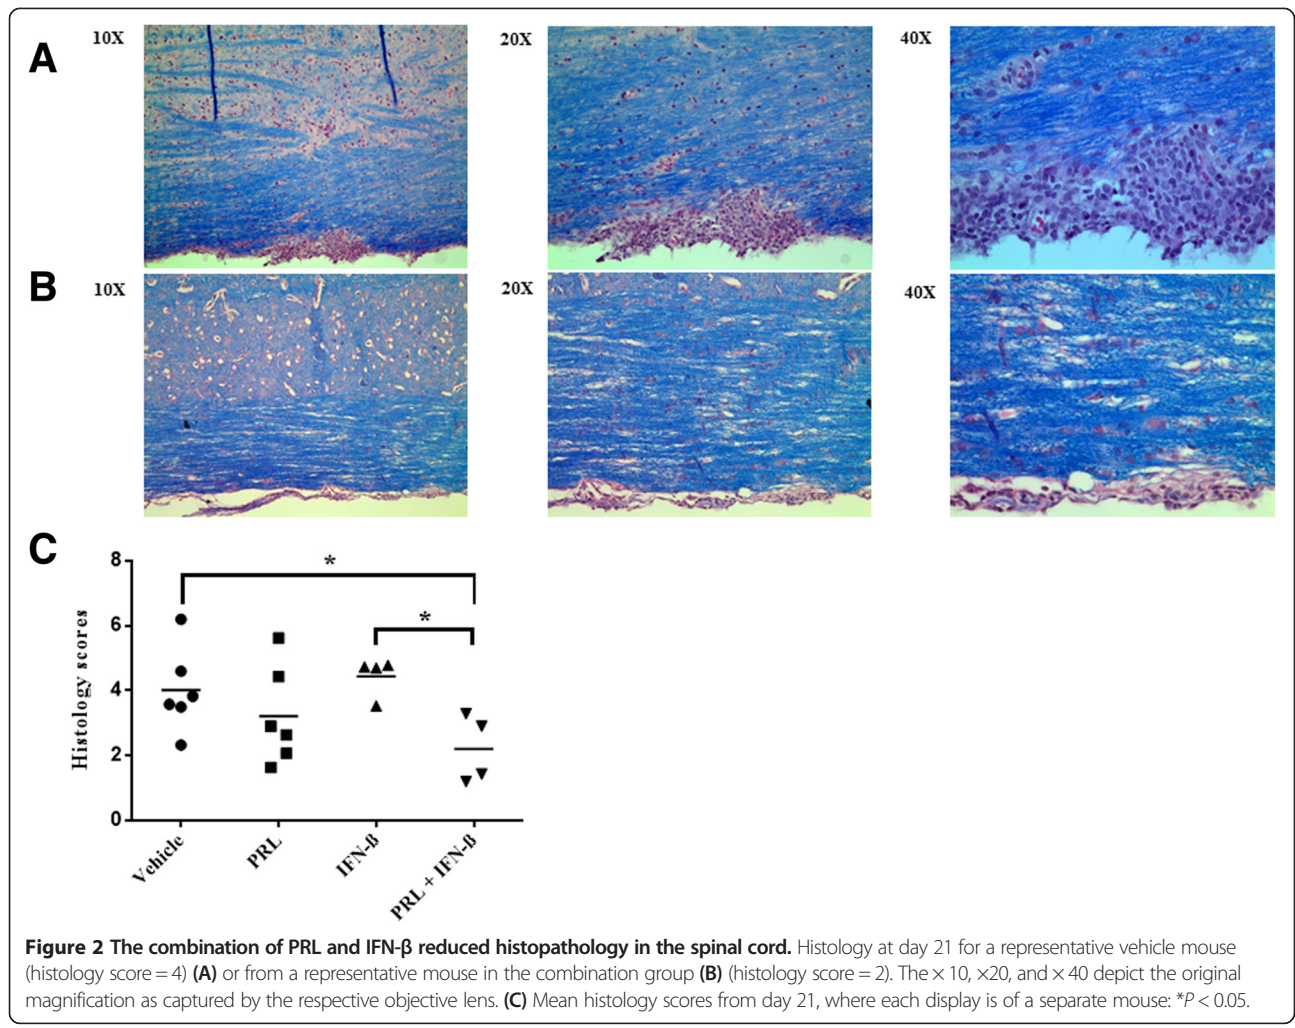 A
10X
20X
40X
B
10X
20X
40X
C
8
6
4
2
0
Histology scores
*
*
Vehicle
PRL
IFN-ß
PRL + IFN-ß
Figure 2 The combination of PRL and IFN-β reduced histopathology in the spinal cord. Histology at day 21 for a representative vehicle mouse
(histology score = 4) (A) or from a representative mouse in the combination group (B) (histology score = 2). The × 10, ×20, and × 40 depict the original
magnification as captured by the respective objective lens. (C) Mean histology scores from day 21, where each display is of a separate mouse: *P < 0.05.